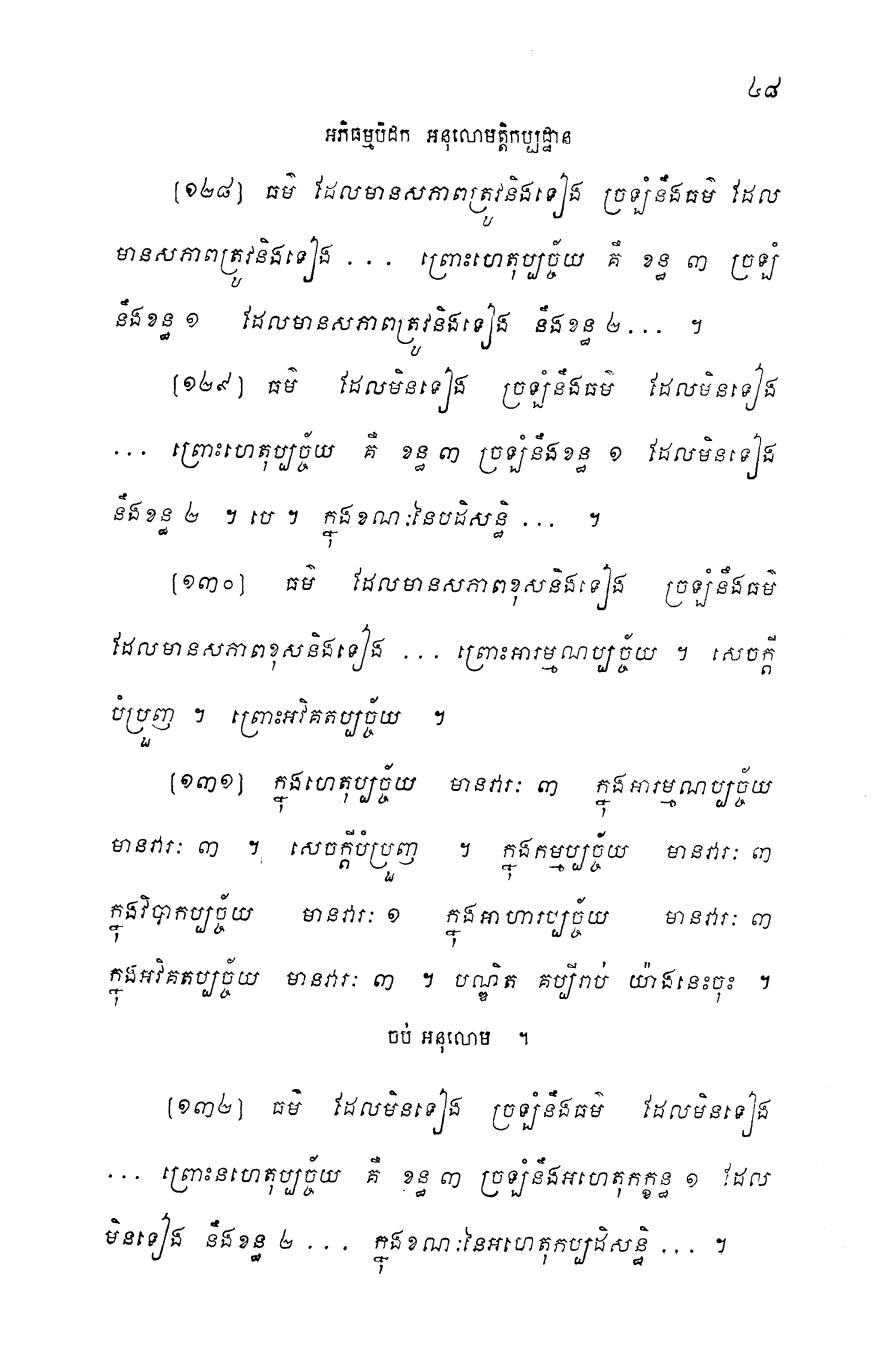 ៤៨
អភិធម្មបិដក អនុលោមត្តិកប្បដ្ឋាន
[១២៨] ធម៌ ដែលមានសភាពត្រូវនិងទៀង ច្រឡំនឹងធម៌ ដែល
មានសភាពត្រូវនិងទៀង ... ព្រោះហេតុប្បច្ច័យ គឺ ខន្ធ ៣ ច្រឡំ
នឹងខន្ធ ១ ដែលមានសភាពត្រូវនិងទៀង នឹងខន្ធ ២ ... ។
[១២៩] ធម៌ ដែលមិនទៀង ច្រឡំនឹងធម៌ ដែលមិនទៀង
... ព្រោះហេតុប្បច្ច័យ គឺ ខន្ធ ៣ ច្រឡំនឹងខន្ធ ១ ដែលមិនទៀង
នឹងខន្ធ ២ ។ បេ ។ ក្នុងខណៈនៃបដិសន្ធិ ... ។
[១៣០] ធម៌ ដែលមានសភាពខុសនិងទៀង ច្រឡំនឹងធម៌
ដែលមានសភាពខុសនិងទៀង ... ព្រោះអារម្មណប្បច្ច័យ ។ សេចក្តី
បំប្រួញ ។ ព្រោះអវិគតប្បច្ច័យ ។
[១៣១] ក្នុងហេតុប្បច្ច័យ មានវារៈ ៣ ក្នុងអារម្មណប្បច្ច័យ
មានវារៈ ៣ ។ សេចក្តីបំប្រួញ ។ ក្នុងកម្មប្បច្ច័យ មានវារៈ ៣
ក្នុងវិបាកប្បច្ច័យ មានវារៈ ១ ក្នុងអាហារប្បច្ច័យ មានវារៈ ៣
ក្នុងអវិគតប្បច្ច័យ មានវារៈ ៣ ។ បណ្ឌិត គប្បីរាប់ យ៉ាងនេះចុះ ។
ចប់ អនុលោម ។
[១៣២] ធម៌ ដែលមិនទៀង ច្រឡំនឹងធម៌ ដែលមិនទៀង
... ព្រោះនហេតុប្បច្ច័យ គឺ ខន្ធ ៣ ច្រឡំនឹងអហេតុកក្ខន្ធ ១ ដែល
មិនទៀង នឹងខន្ធ ២ ... ក្នុងខណៈនៃអហេតុកប្បដិសន្ធិ ... ។